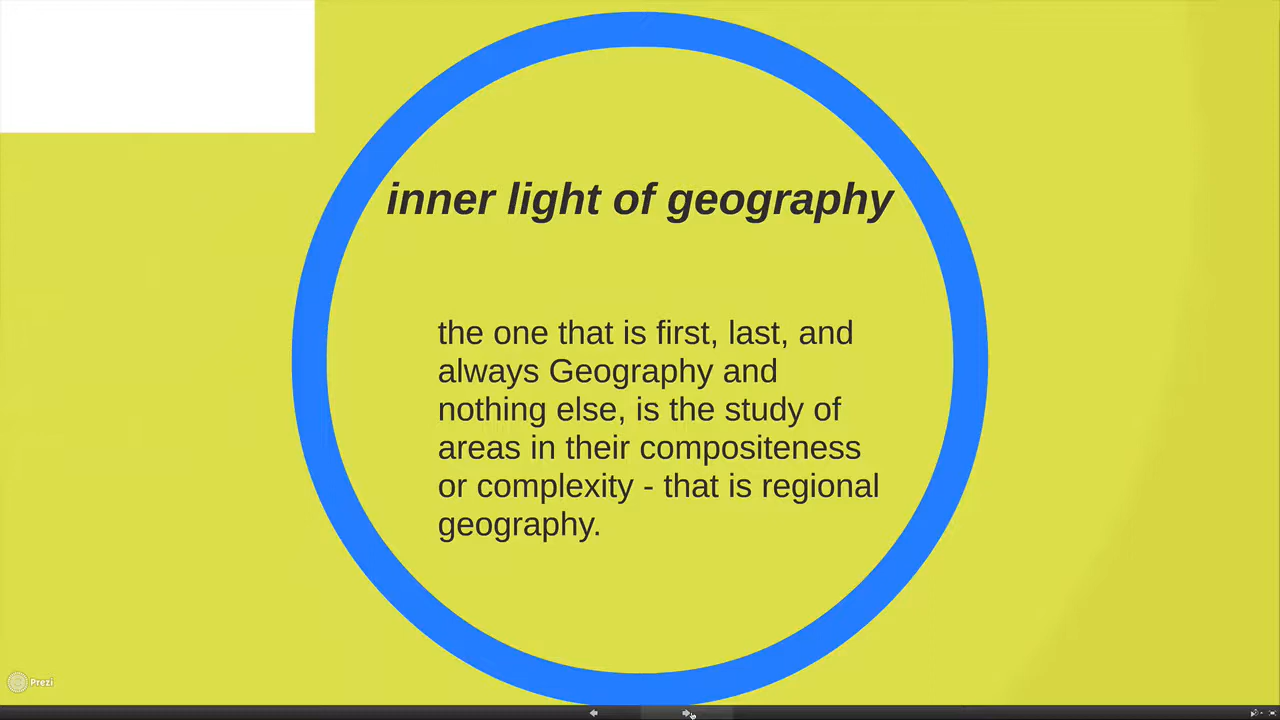 inner light of geography
the one that is first, last, and
always Geography and
nothing else, is the study of
areas in their compositeness
or complexity - that is regional
geography.
Prezi